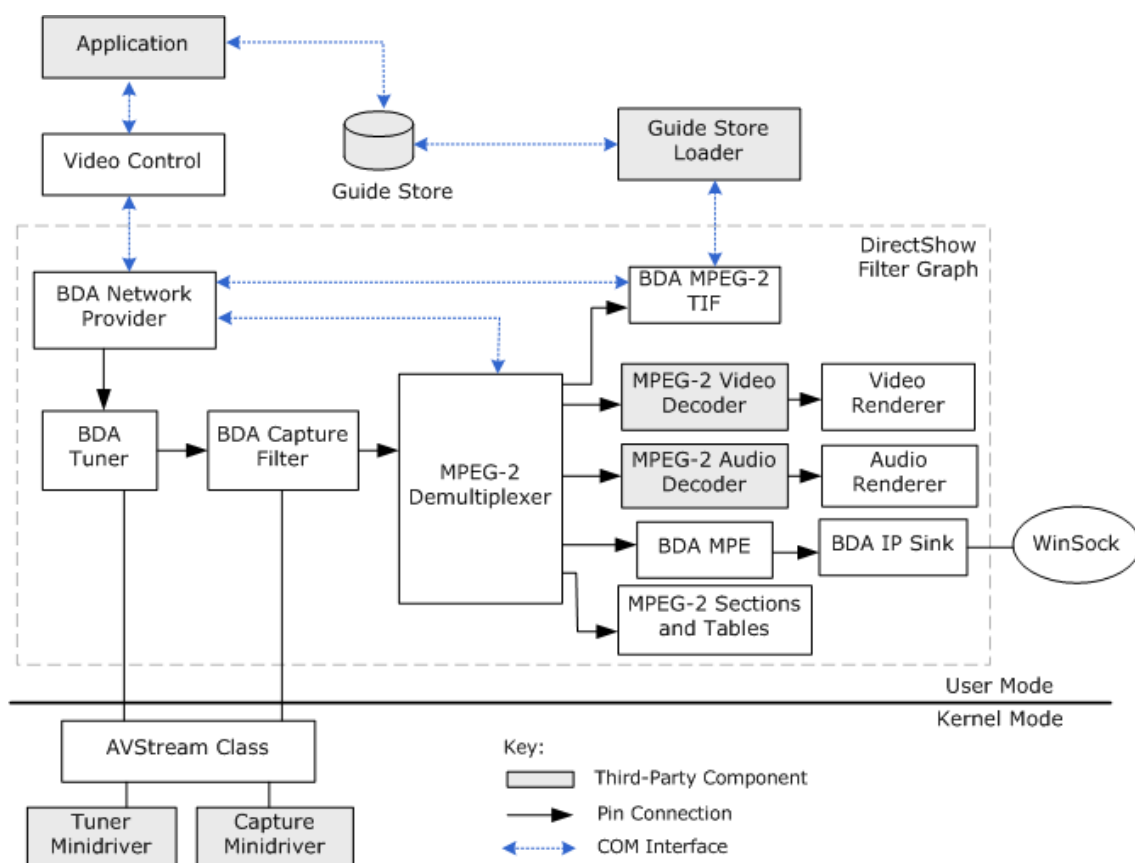 Application
Video Control
Guide Store
Guide Store
Loader
DirectShow
Filter Graph
BDA Network
Provider
BDA MPEG-2
TIF
BDA
Tuner
BDA Capture
Filter
MPEG-2
Demultiplexer
MPEG-2 Video
Decoder
Video
Renderer
MPEG-2 Audio
Decoder
Audio
Renderer
BDA MPE
BDA IP Sink
WinSock
MPEG-2 Sections
and Tables
User Mode
Kernel Mode
AVStream Class
Tuner
Minidriver
Capture
Minidriver
Key:
Third-Party Component
Pin Connection
COM Interface